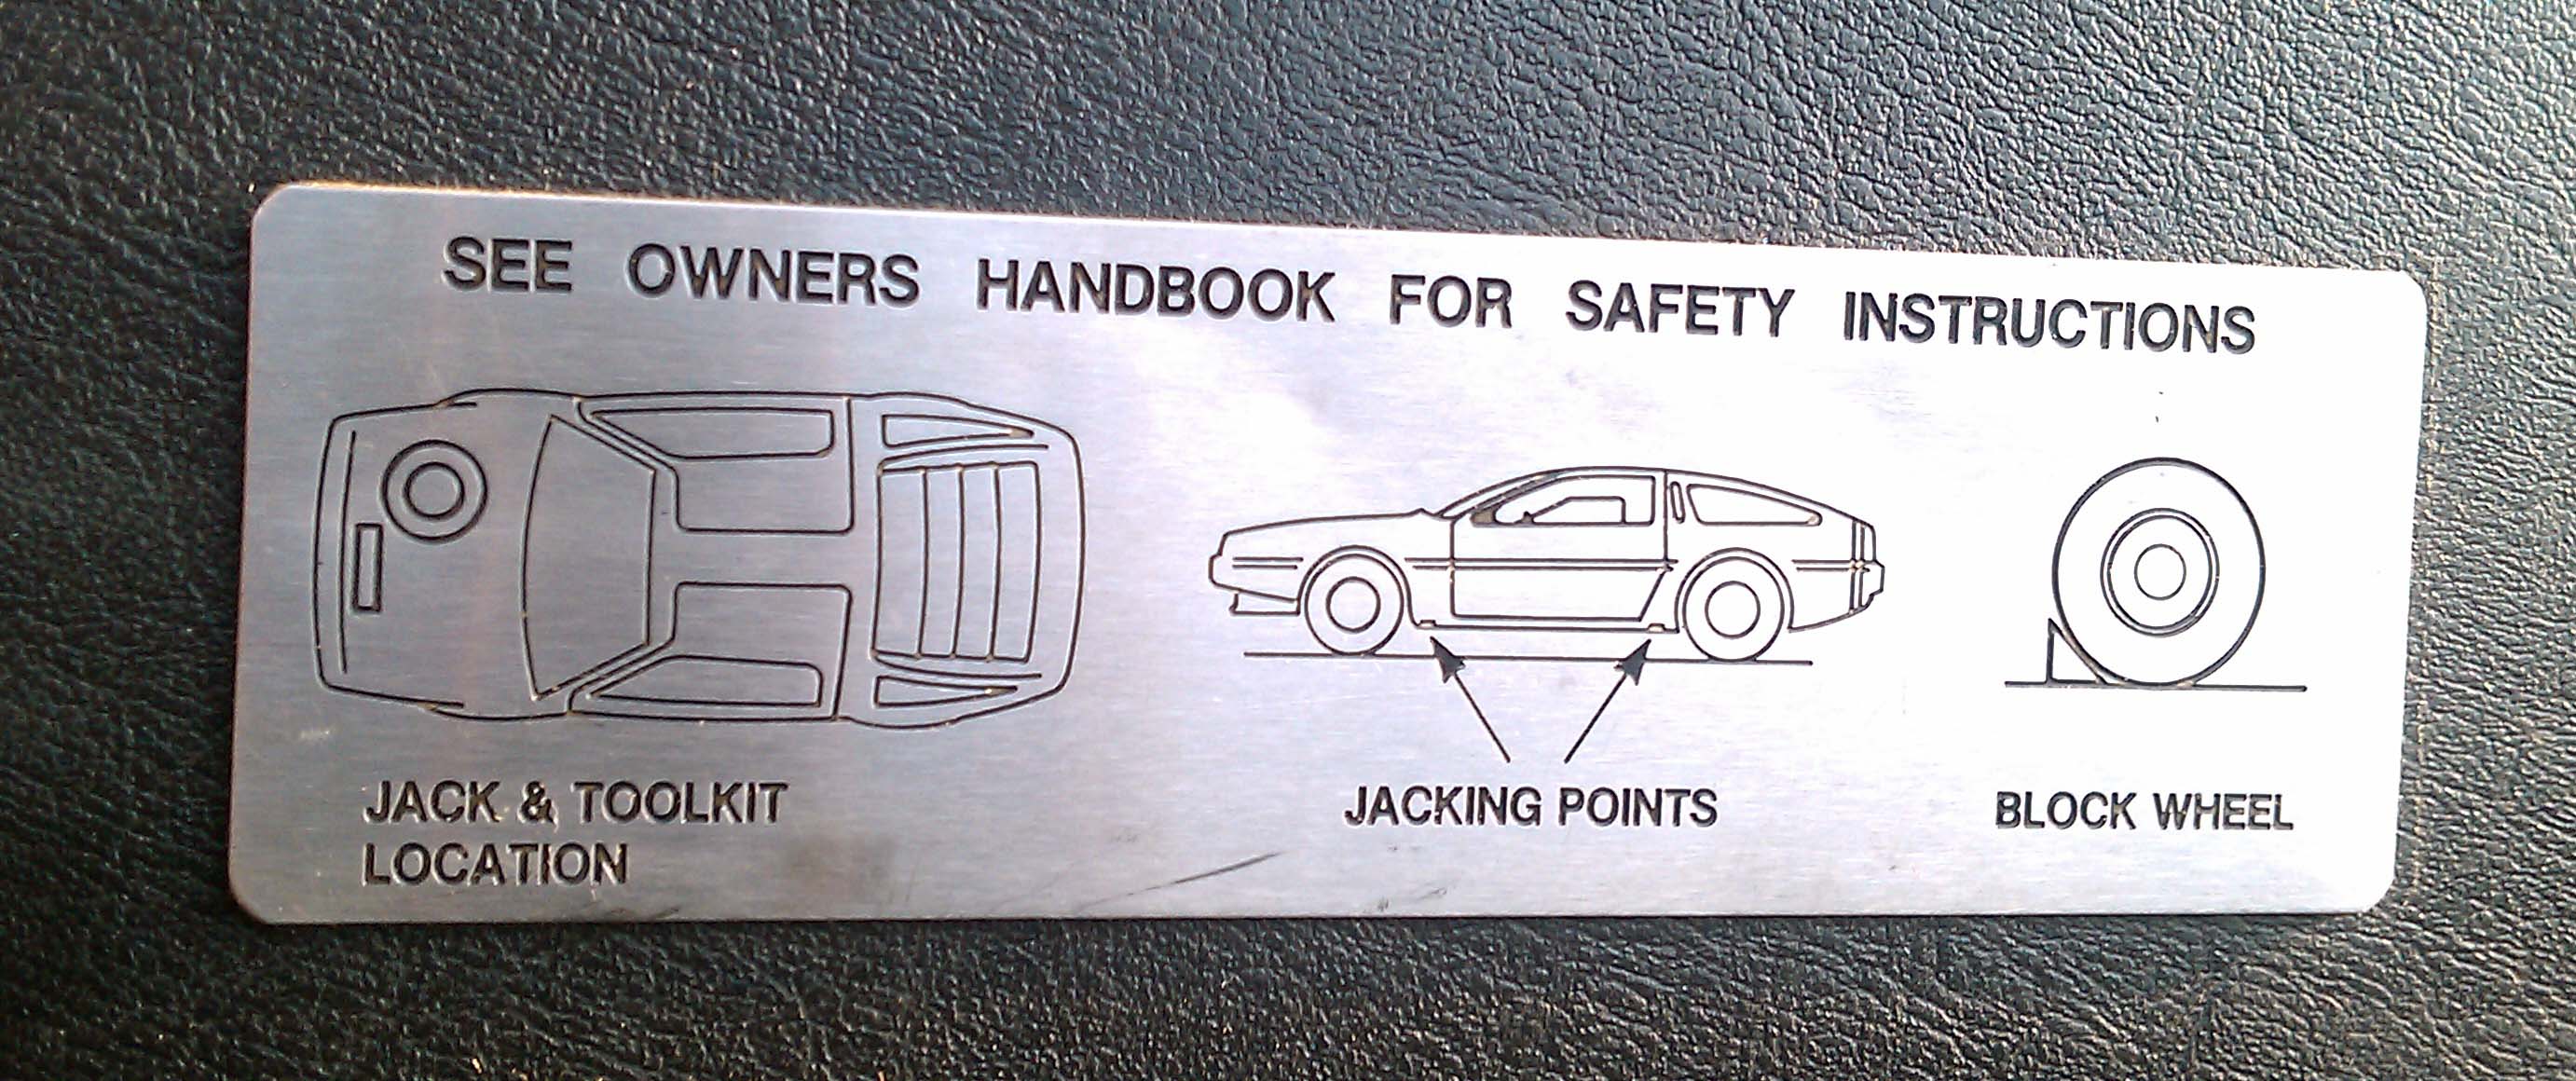 SEE OWNERS HANDBOOK FOR SAFETY INSTRUCTIONS
JACK & TOOLKIT
LOCATION
JACKING POINTS
BLOCK WHEEL